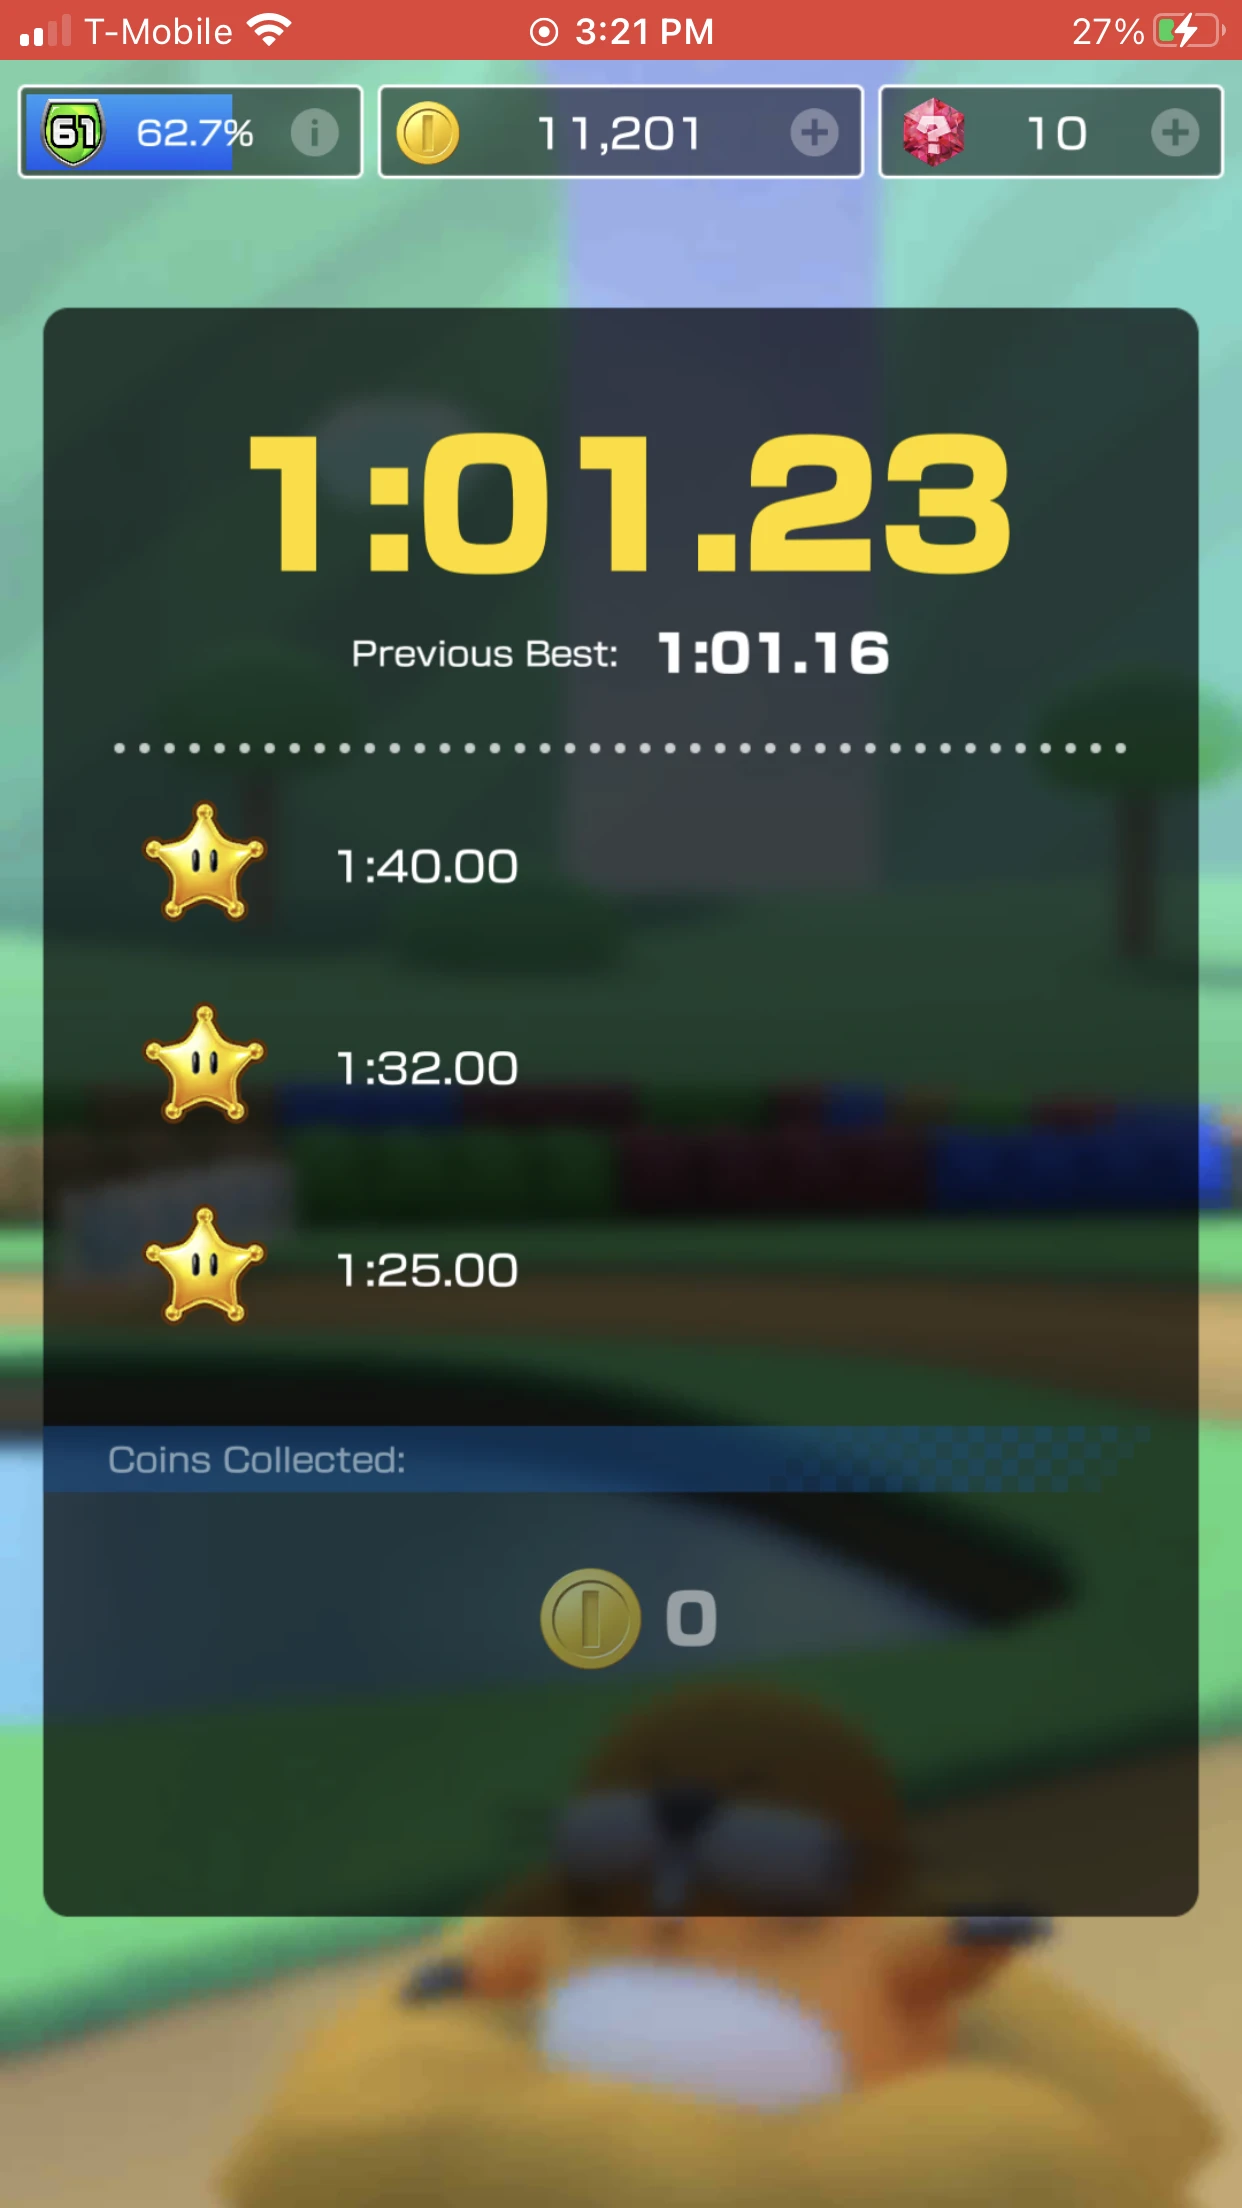 T-Mobile 3:21 PM 27%
61 62.7% i 11,201 + ? 10 +
1:01.23
Previous Best: 1:01.16
1:40.00
1:32.00
1:25.00
Coins Collected:
0